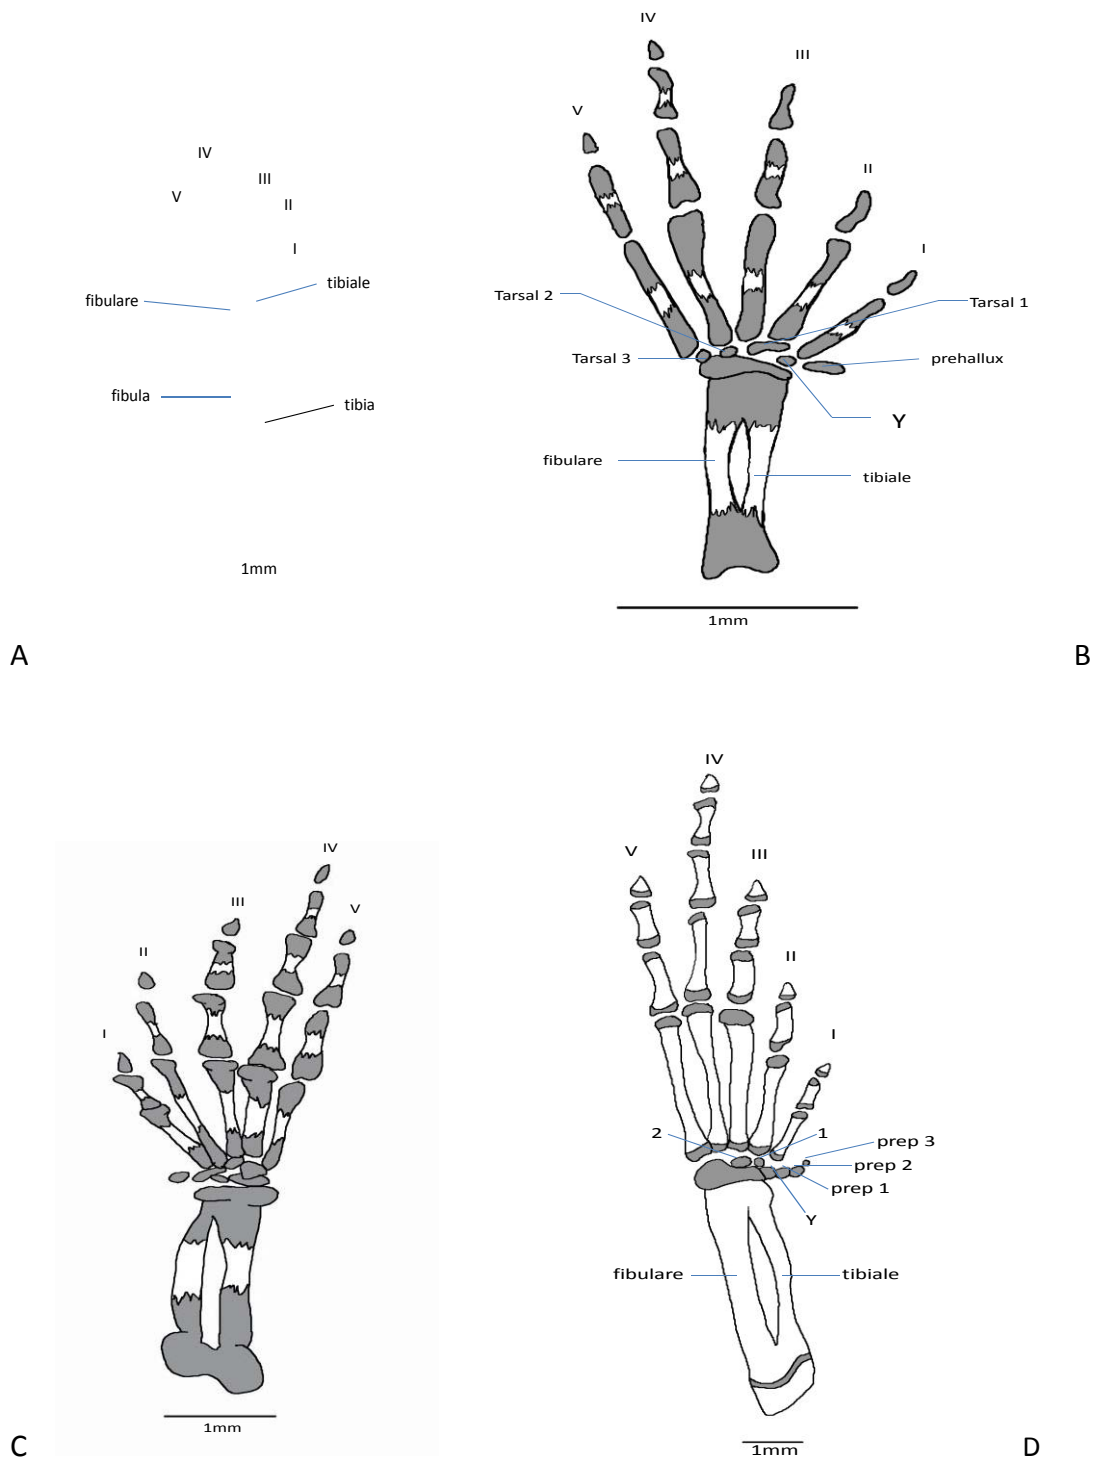 IV
III
V
II
I
tibiale
fibulare
fibula
tibia
1mm
A
IV
III
V
II
I
Tarsal 2
Tarsal 1
Tarsal 3
prehallux
Y
fibulare
tibiale
1mm
B
IV
III
V
II
I
1mm
C
IV
V
III
II
I
2
1
prep 3
prep 2
prep 1
Y
fibulare
tibiale
1mm
D